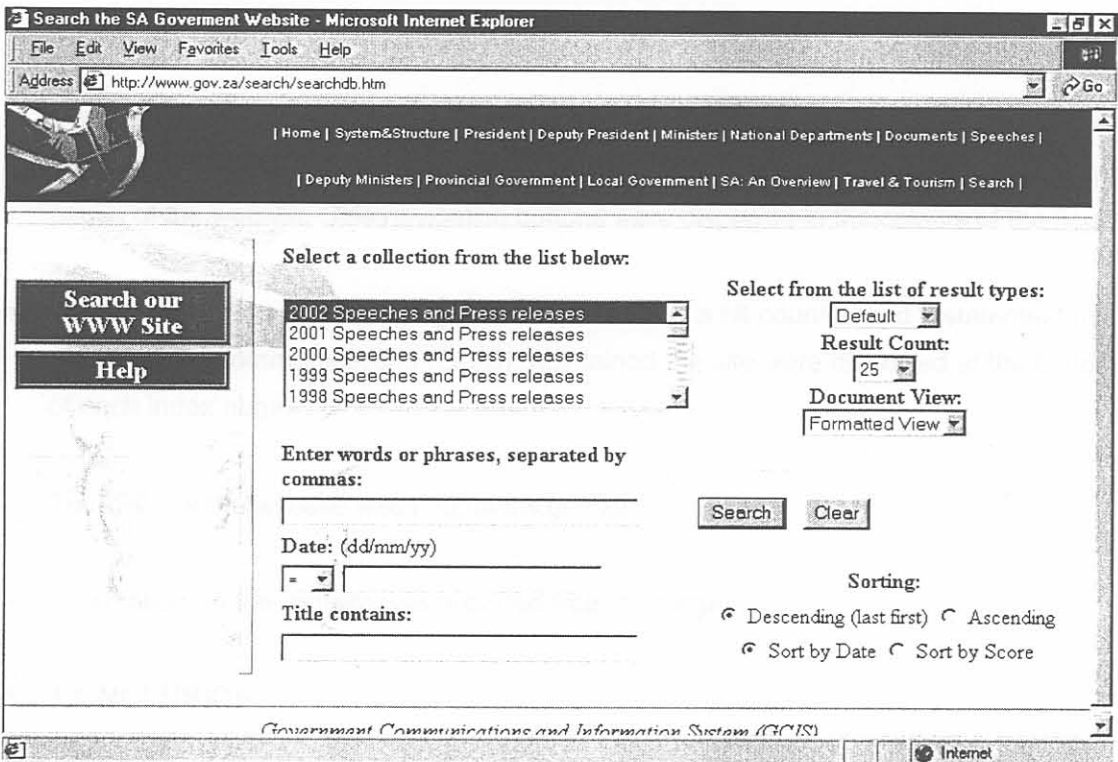 Search the SA Goverment Website - Microsoft Internet Explorer
File Edit View Favorites Tools Help
Address http://www.gov.za/search/searchdb.htm Go
| Home | System&Structure | President | Deputy President | Ministers | National Departments | Documents | Speeches |
| Deputy Ministers | Provincial Government | Local Government | SA: An Overview | Travel & Tourism | Search |
Search our
WWW Site
Help
Select a collection from the list below:
2002 Speeches and Press releases
2001 Speeches and Press releases
2000 Speeches and Press releases
1999 Speeches and Press releases
1998 Speeches and Press releases
Enter words or phrases, separated by
commas:
Date: (dd/mm/yy)
=
Title contains:
Select from the list of result types:
Default
Result Count:
25
Document View:
Formatted View
Search Clear
Sorting:
Descending (last first) Ascending
Sort by Date Sort by Score
Government Communications and Information System (GCIS)
Internet